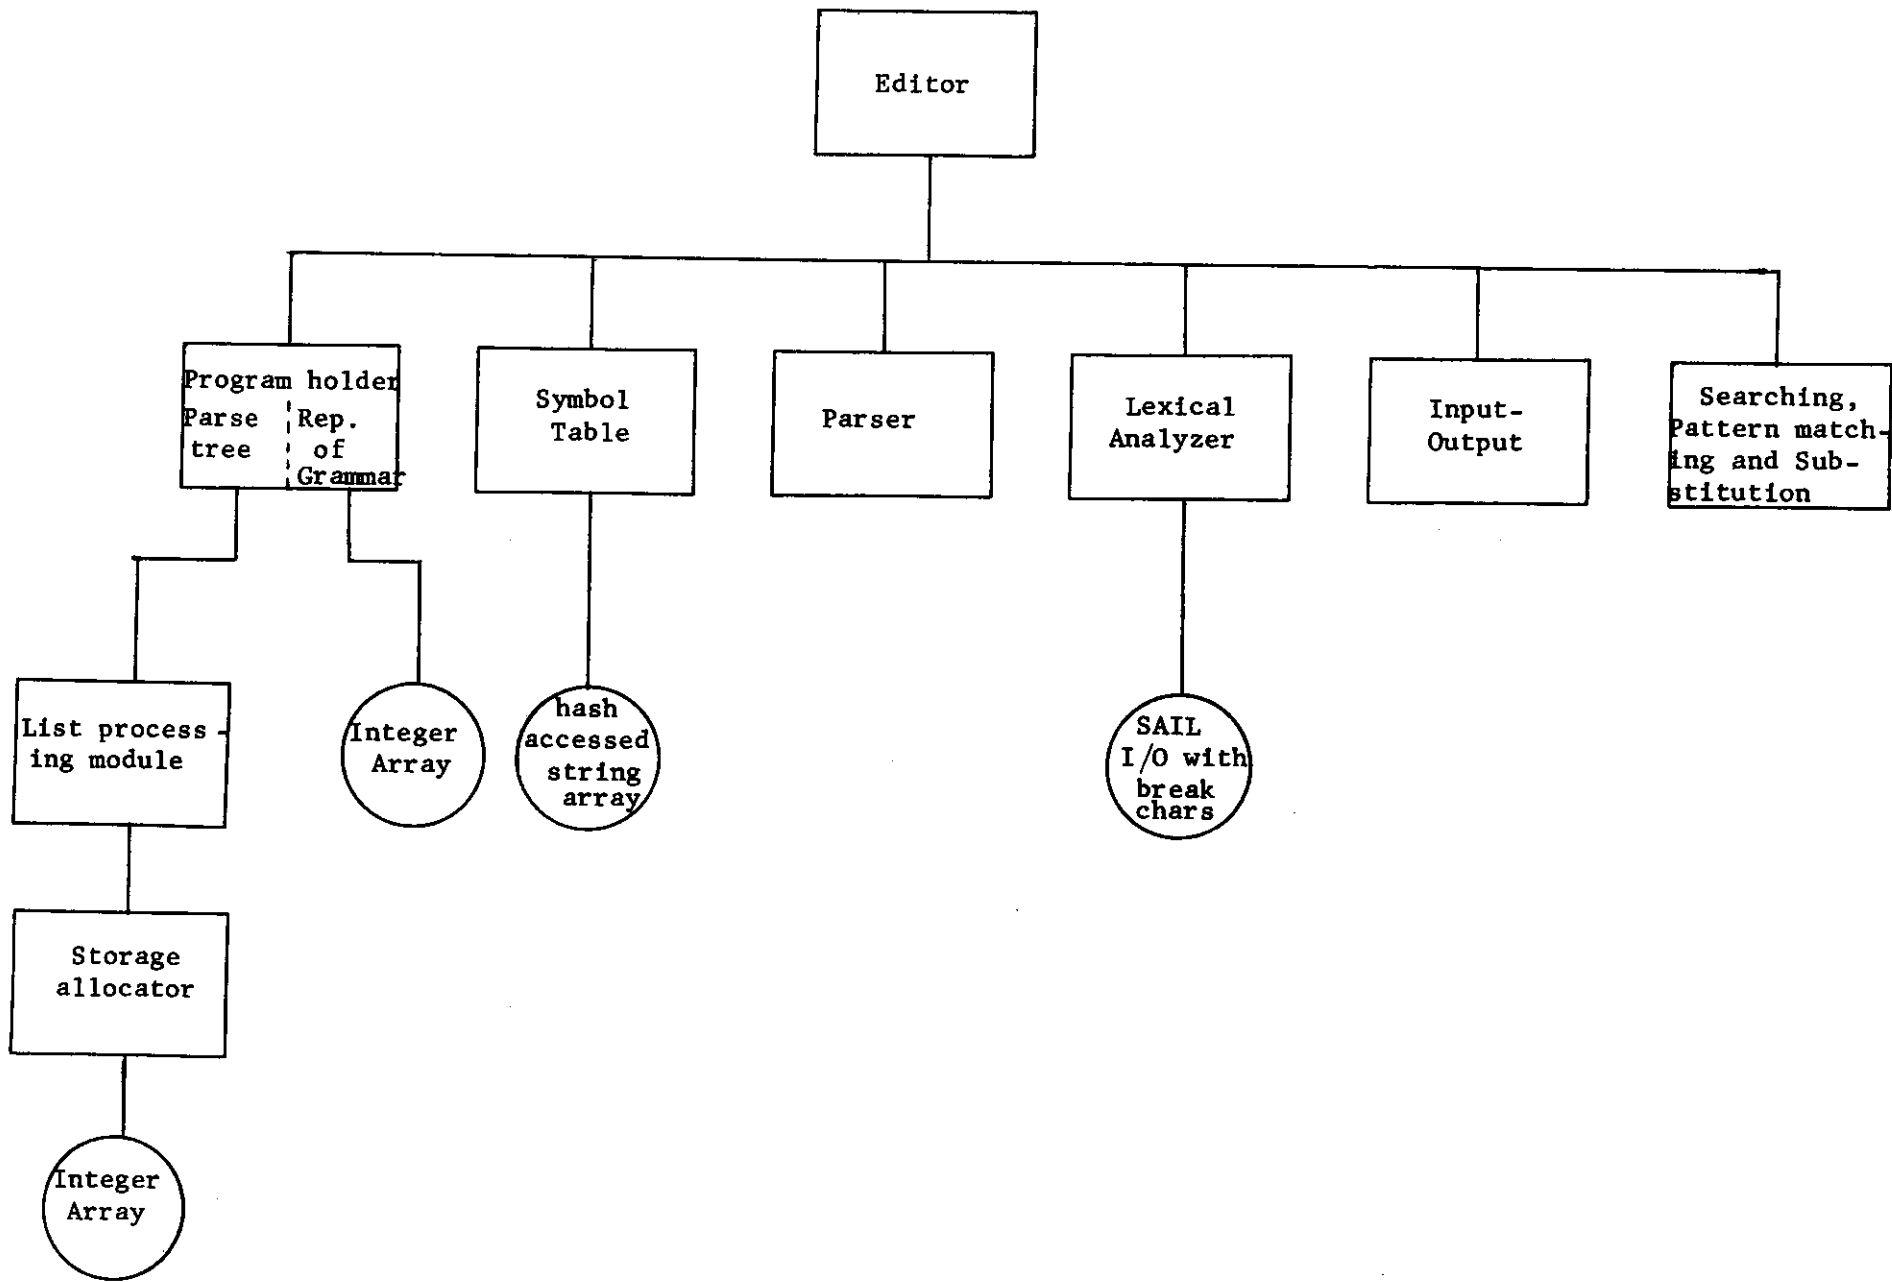 Editor
Program holder
Parse
tree
Rep.
of
Grammar
Symbol
Table
Parser
Lexical
Analyzer
Input-
Output
Searching,
Pattern match-
ing and Sub-
stitution
List process-
ing module
Integer
Array
hash
accessed
string
array
SAIL
I/O with
break
chars
Storage
allocator
Integer
Array